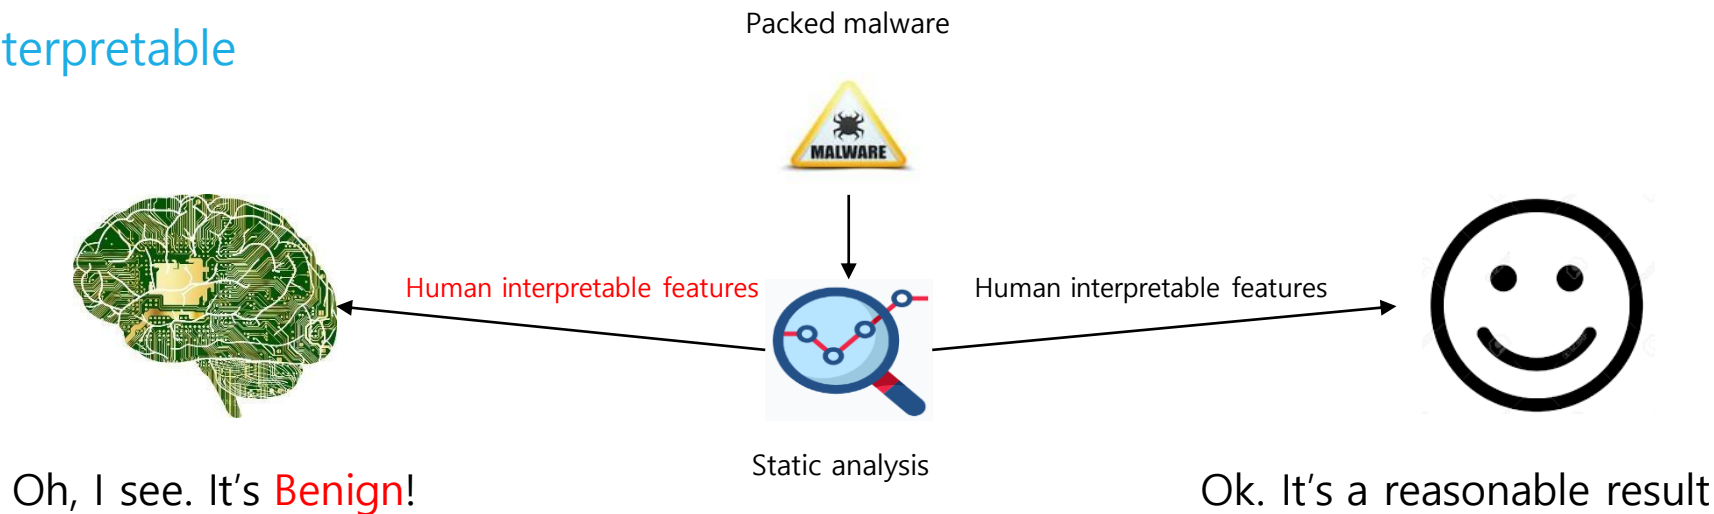 Packed malware
terpretable
MALWARE
Human interpretable features
Human interpretable features
Static analysis
Oh, I see. It’s Benign!
Ok. It’s a reasonable result